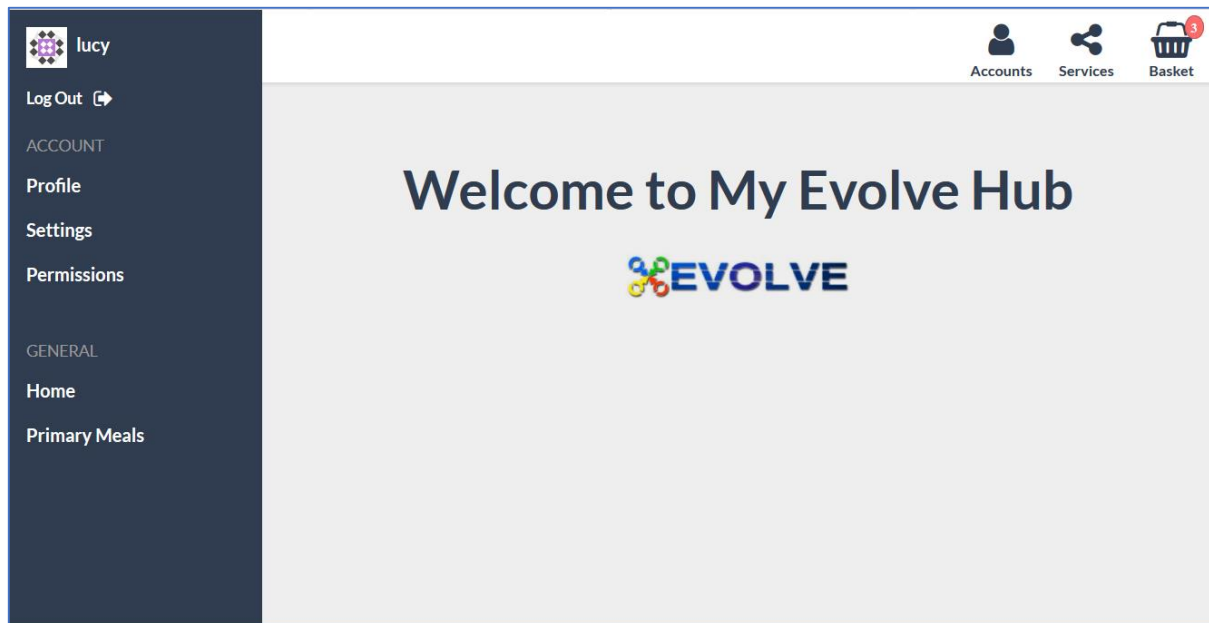 lucy
Log Out
ACCOUNT
Profile
Settings
Permissions
GENERAL
Home
Primary Meals
Accounts Services Basket
3
Welcome to My Evolve Hub
EVOLVE